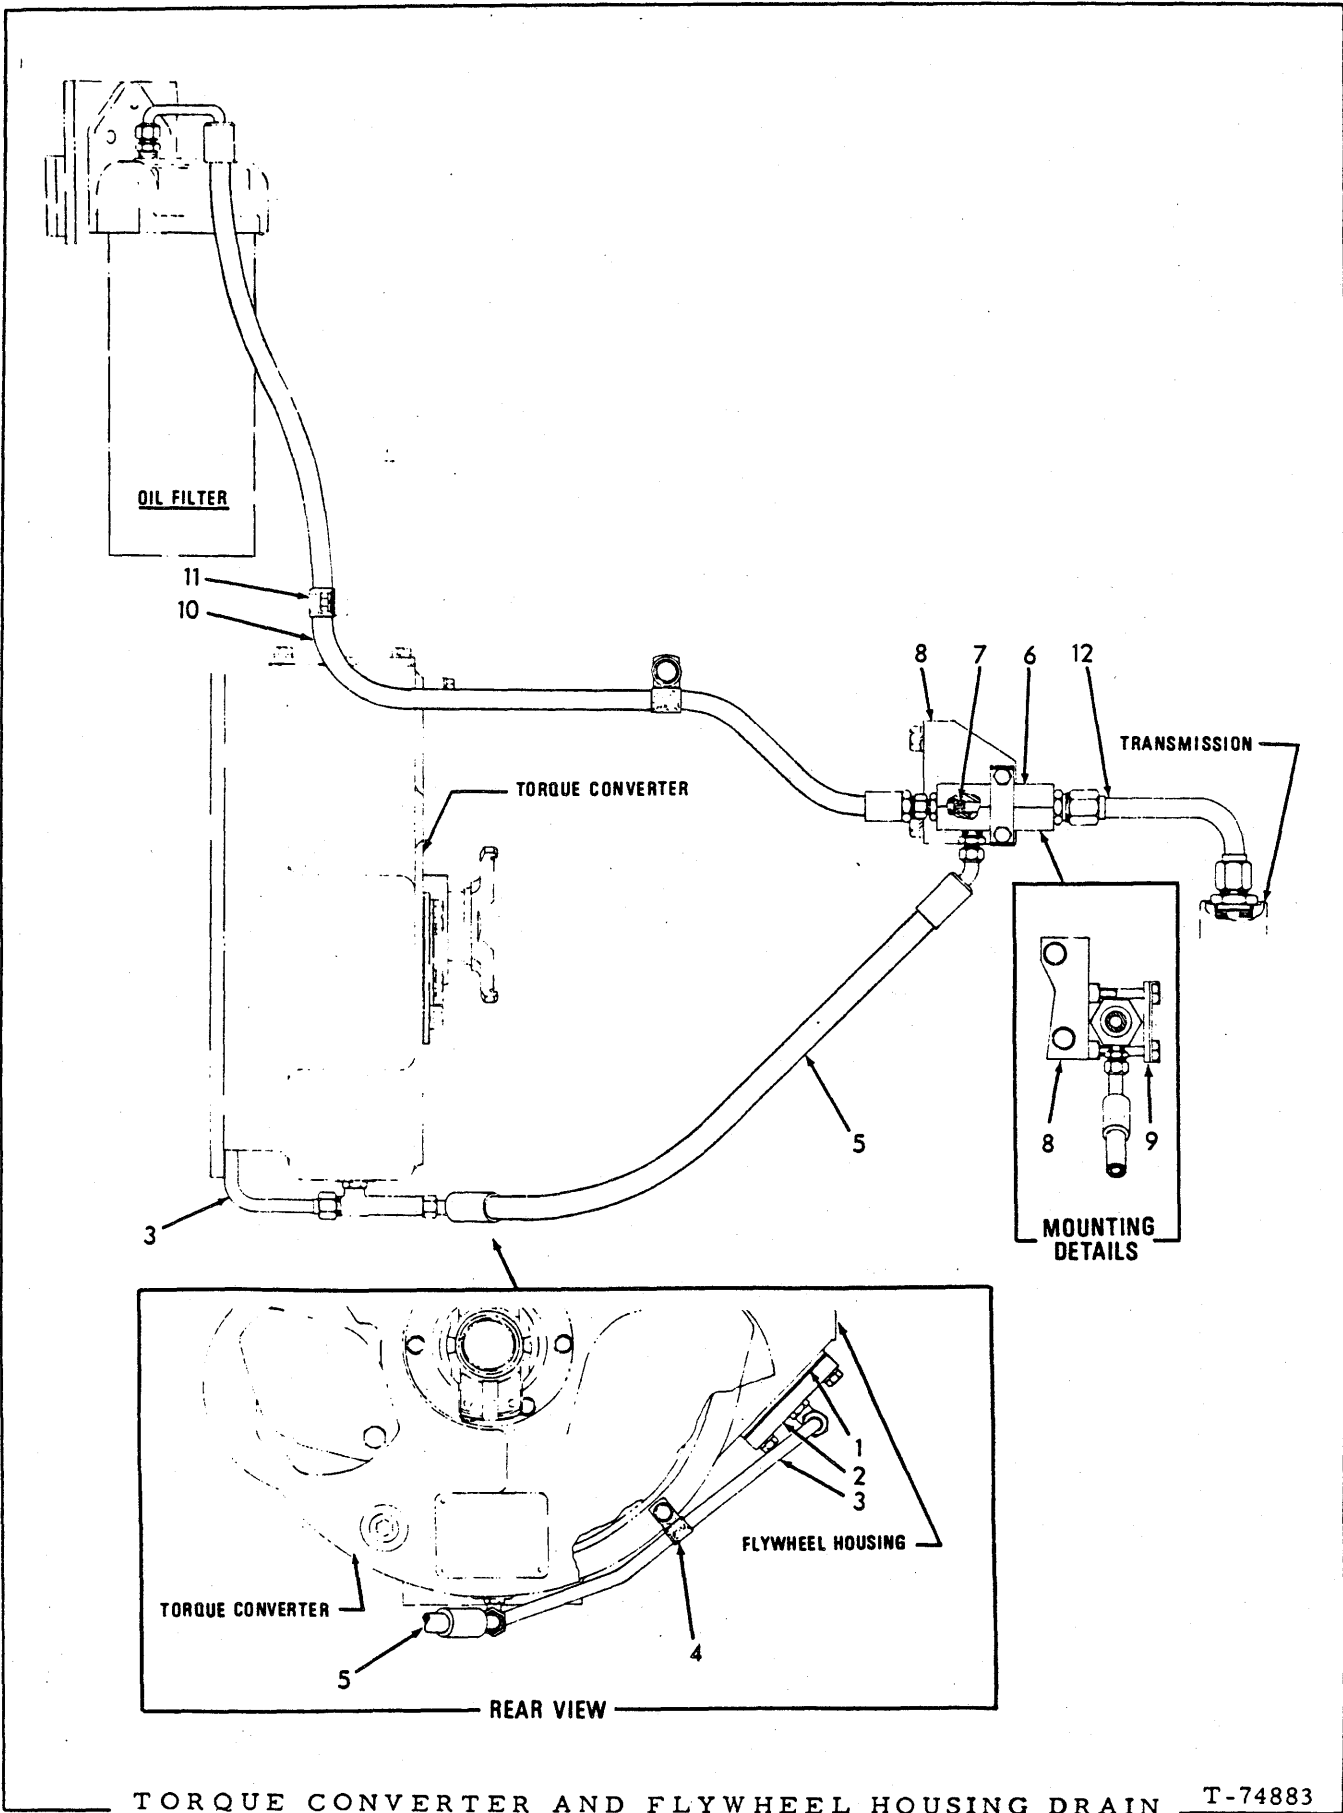 OIL FILTER
11
10
8 7 6 12
TRANSMISSION
TORQUE CONVERTER
5
8 9
3
MOUNTING
DETAILS
1
2
3
FLYWHEEL HOUSING
TORQUE CONVERTER
4
5
REAR VIEW
TORQUE CONVERTER AND FLYWHEEL HOUSING DRAIN T-74883